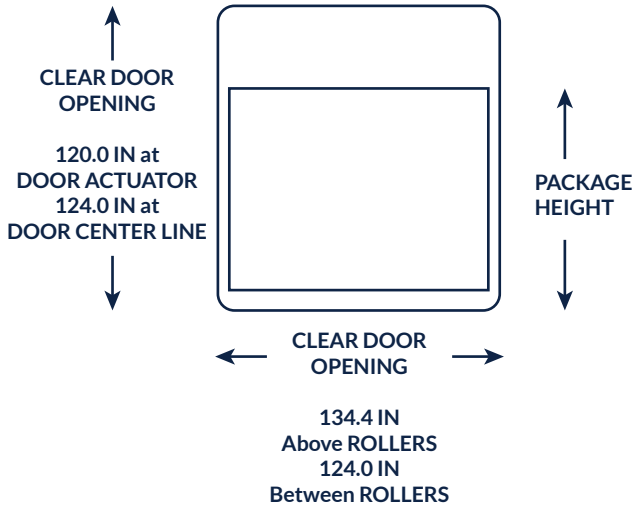 CLEAR DOOR
OPENING
120.0 IN at
DOOR ACTUATOR
124.0 IN at
DOOR CENTER LINE
PACKAGE
HEIGHT
CLEAR DOOR
OPENING
134.4 IN
Above ROLLERS
124.0 IN
Between ROLLERS